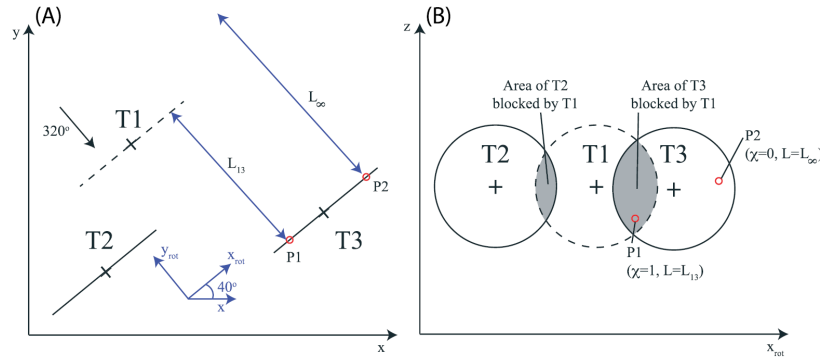 (A)
y
320°
T1
L∞
L13
P2
P1
T3
T2
yrot
xrot
40°
x
x
(B)
z
Area of T2
blocked by T1
Area of T3
blocked by T1
P2
(χ=0, L=L∞)
T2
T1
T3
P1
(χ=1, L=L13)
xrot